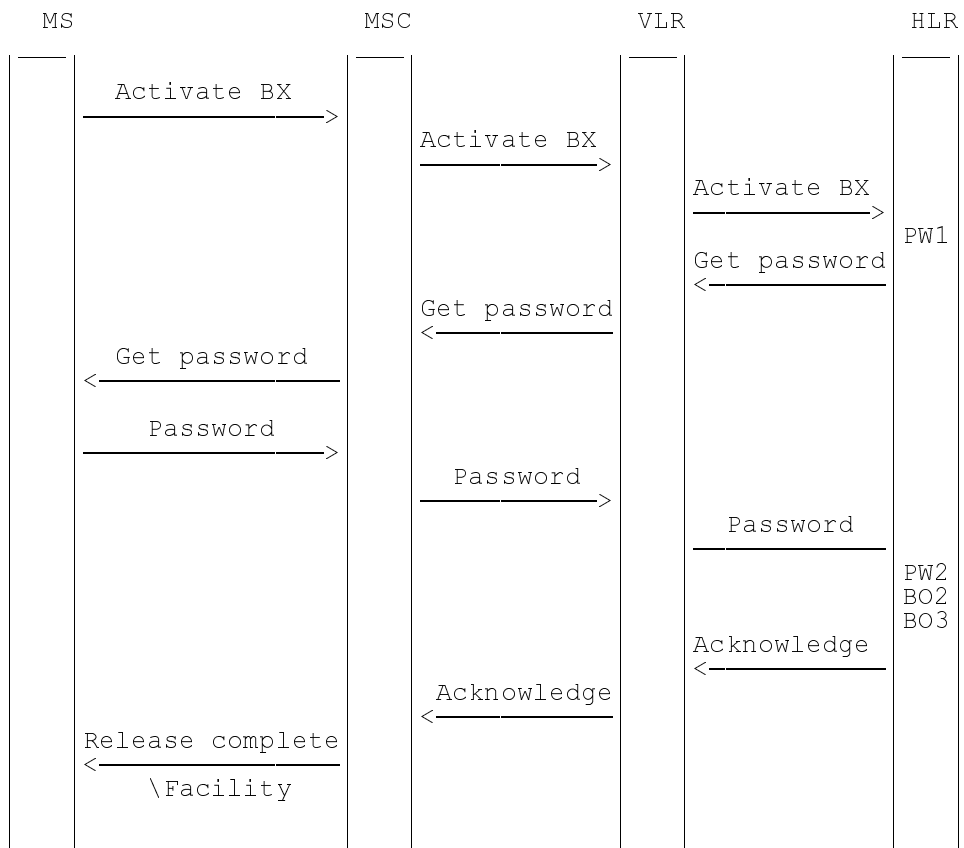 MS MSC VLR HLR
Activate BX
Activate BX
Activate BX
PW1
Get password
Get password
Get password
Password
Password
Password
PW2
BO2
BO3
Acknowledge
Acknowledge
Release complete
\Facility